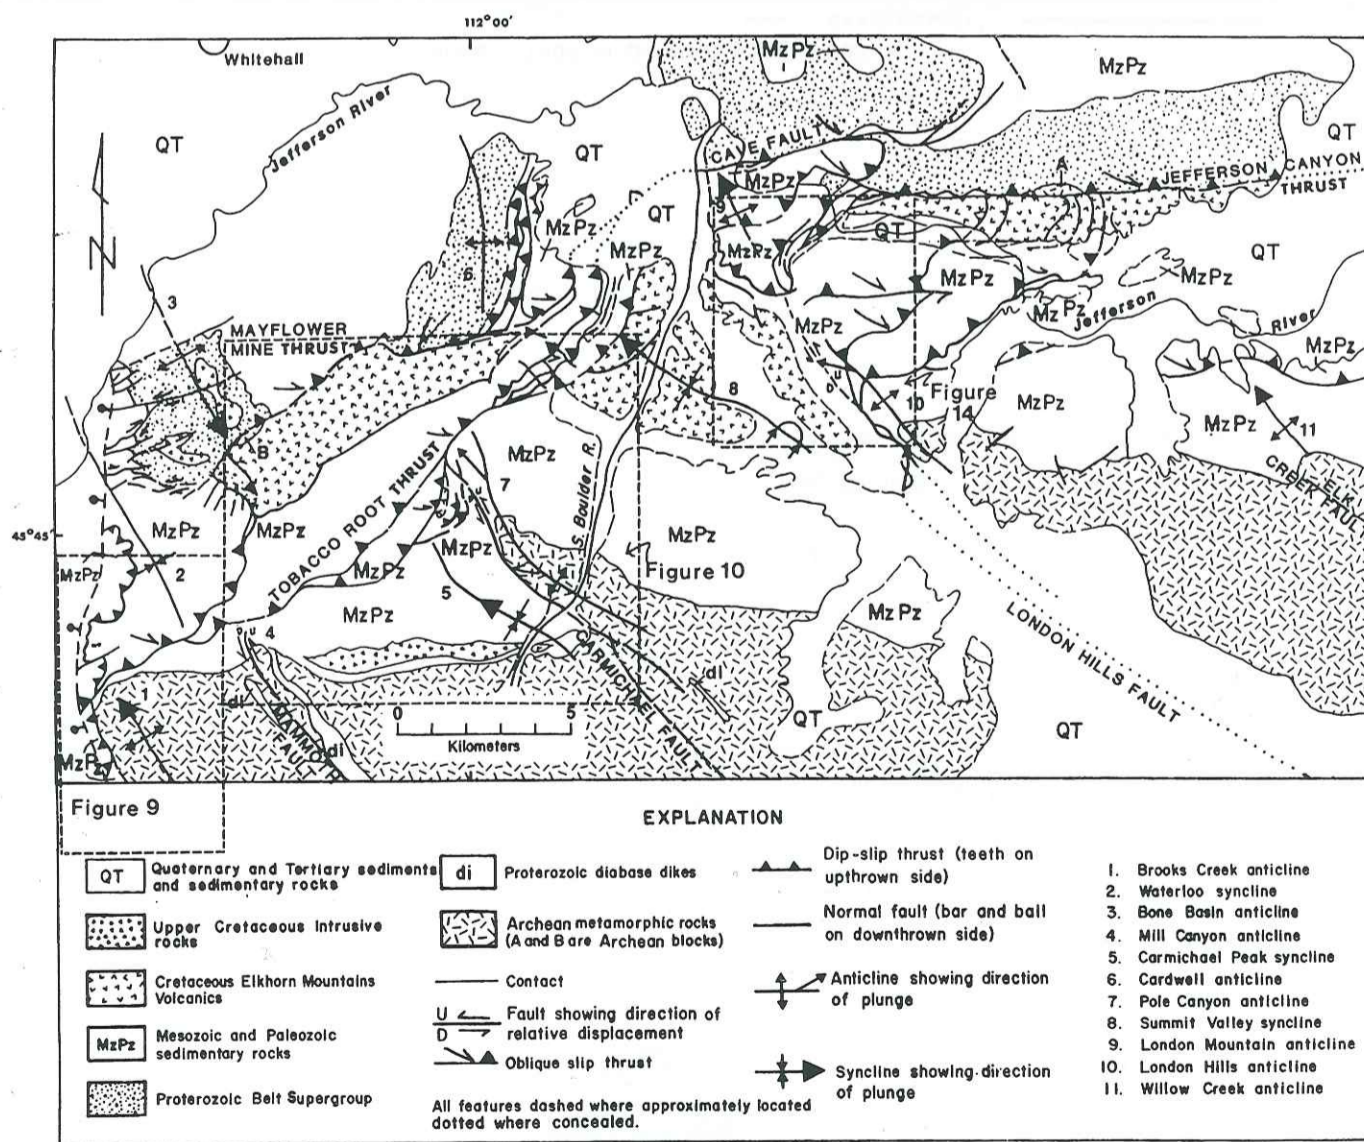 112°00'
Whitehall
MzPz
MzPz
Jefferson River
QT
QT
QT
CAVE FAULT
A
JEFFERSON CANYON
THRUST
MzPz
9
QT
MzPz
MzPz
MzPz
QT
QT
6
3
MzPz
MzPz
MzPz
Jefferson
River
MAYFLOWER
MINE THRUST
MzPz
MzPz
D U
8
10
Figure
14
MzPz
MzPz
11
B
TOBACCO ROOT THRUST
7
MzPz
S. Boulder R.
ELK
CREEK FAULT
45°45'
MzPz
MzPz
MzPz
MzPz
MzPz
2
MzPz
5
Figure 10
MzPz
MzPz
D U
4
LONDON HILLS FAULT
1
di
MAMMOTH
FAULT
di
CARMICHAEL FAULT
di
QT
QT
0 5
Kilometers
MzPz
Figure 9
EXPLANATION
QT Quaternary and Tertiary sediments
and sedimentary rocks
Upper Cretaceous Intrusive
rocks
Cretaceous Elkhorn Mountains
Volcanics
MzPz Mesozoic and Paleozoic
sedimentary rocks
Proterozoic Belt Supergroup
di Proterozoic diabase dikes
Archean metamorphic rocks
(A and B are Archean blocks)
Contact
U
D
Fault showing direction of
relative displacement
Oblique slip thrust
All features dashed where approximately located
dotted where concealed.
Dip-slip thrust (teeth on
upthrown side)
Normal fault (bar and ball
on downthrown side)
Anticline showing direction
of plunge
Syncline showing direction
of plunge
1. Brooks Creek anticline
2. Waterloo syncline
3. Bone Basin anticline
4. Mill Canyon anticline
5. Carmichael Peak syncline
6. Cardwell anticline
7. Pole Canyon anticline
8. Summit Valley syncline
9. London Mountain anticline
10. London Hills anticline
11. Willow Creek anticline
N